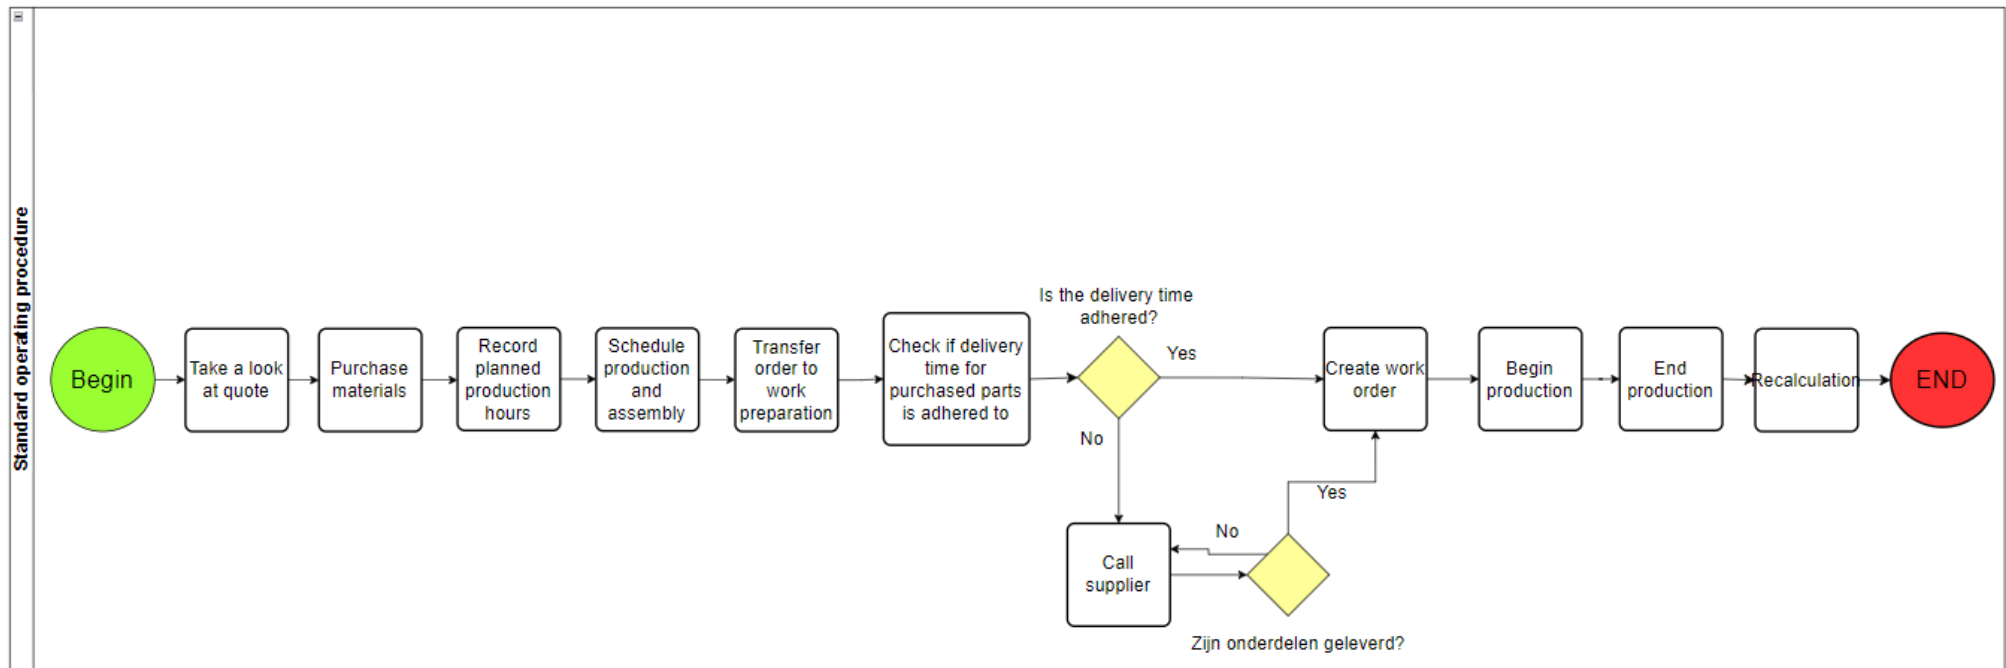 Standard operating procedure
Begin
Take a look
at quote
Purchase
materials
Record
planned
production
hours
Schedule
production
and
assembly
Transfer
order to
work
preparation
Check if delivery
time for
purchased parts
is adhered to
Is the delivery time
adhered?
Yes
No
Call
supplier
No
Yes
Zijn onderdelen geleverd?
Create work
order
Begin
production
End
production
Recalculation
END